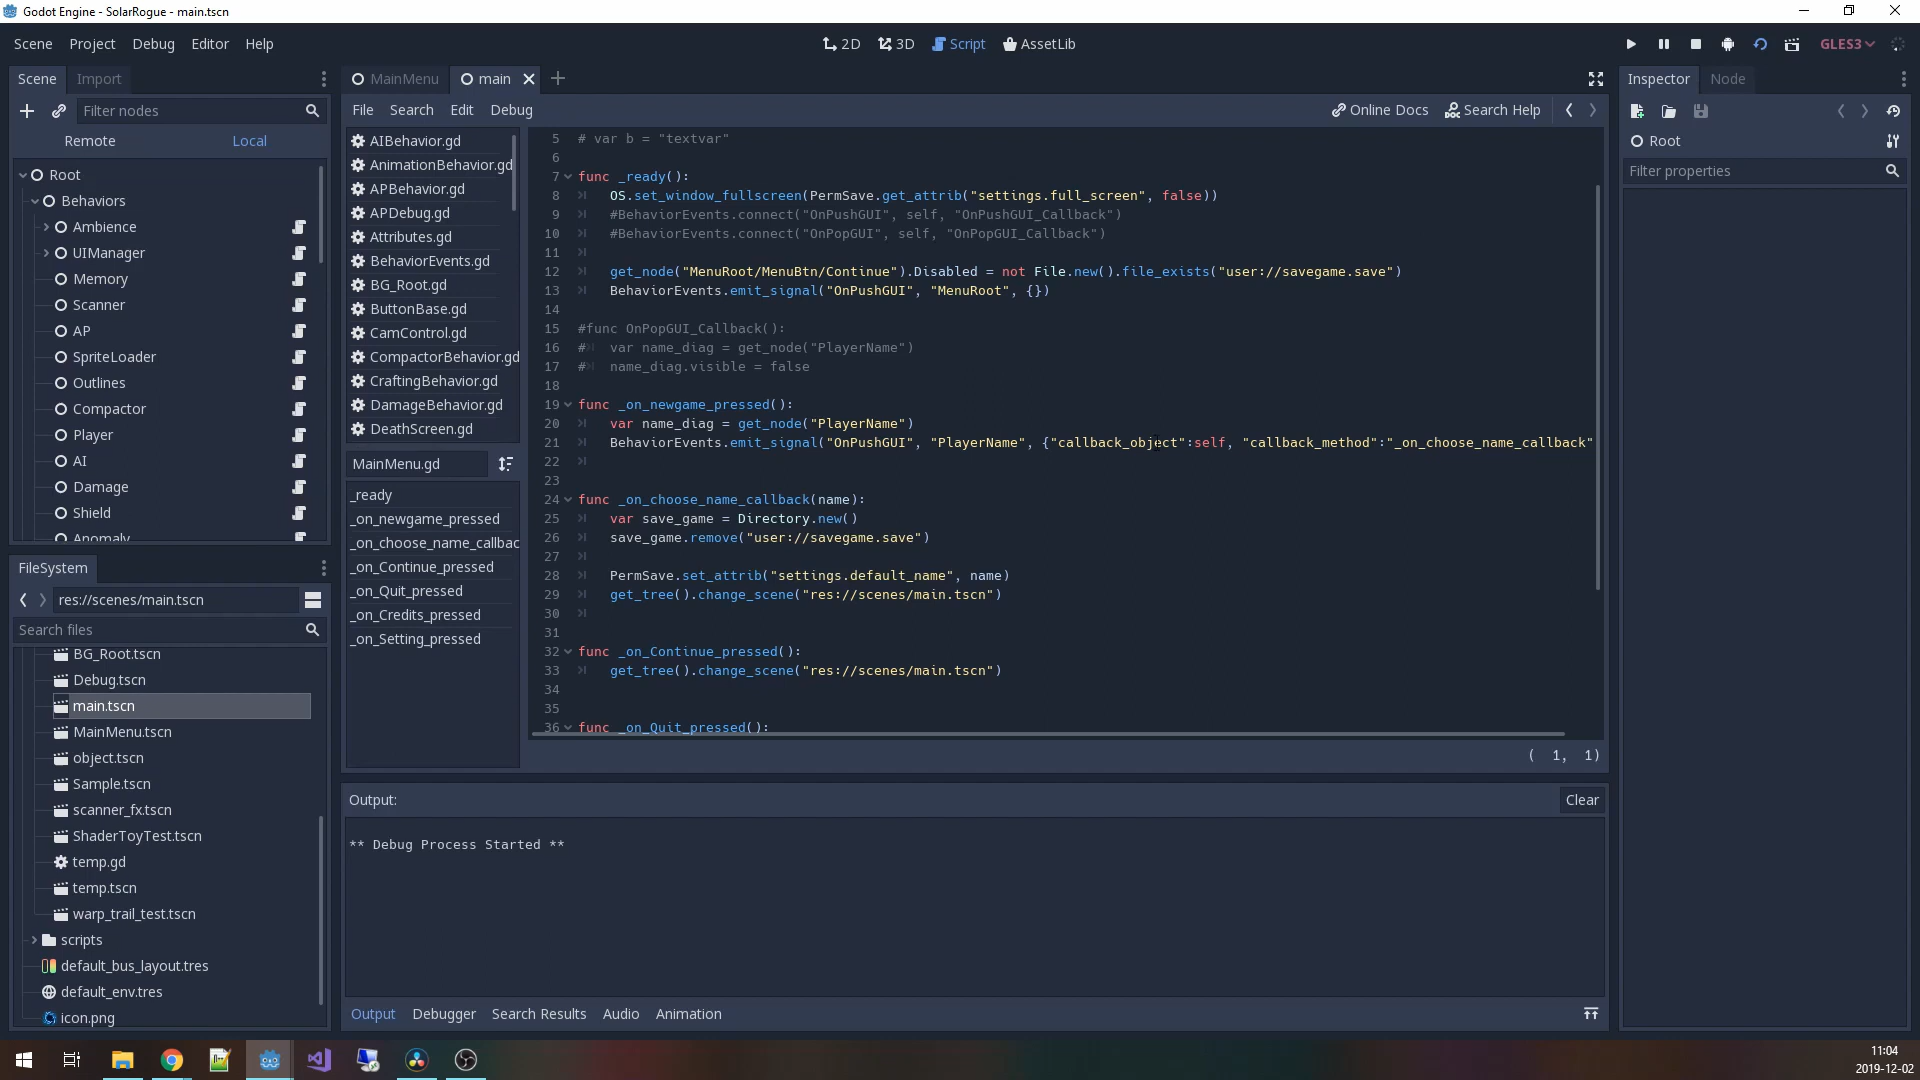 Godot Engine - SolarRogue - main.tscn
Scene Project Debug Editor Help
2D 3D Script AssetLib
GLES3
Scene Import
Filter nodes
Remote Local
Root
Behaviors
Ambience
UIManager
Memory
Scanner
AP
SpriteLoader
Outlines
Compactor
Player
AI
Damage
Shield
Anomaly
FileSystem
res://scenes/main.tscn
Search files
BG_Root.tscn
Debug.tscn
main.tscn
MainMenu.tscn
object.tscn
Sample.tscn
scanner_fx.tscn
ShaderToyTest.tscn
temp.gd
temp.tscn
warp_trail_test.tscn
scripts
default_bus_layout.tres
default_env.tres
icon.png
MainMenu main
File Search Edit Debug
Online Docs Search Help
AIBehavior.gd
AnimationBehavior.gd
APBehavior.gd
APDebug.gd
Attributes.gd
BehaviorEvents.gd
BG_Root.gd
ButtonBase.gd
CamControl.gd
CompactorBehavior.gd
CraftingBehavior.gd
DamageBehavior.gd
DeathScreen.gd
MainMenu.gd
_ready
_on_newgame_pressed
_on_choose_name_callbac
_on_Continue_pressed
_on_Quit_pressed
_on_Credits_pressed
_on_Setting_pressed
5 # var b = "textvar"
6
7 func _ready():
8 OS.set_window_fullscreen(PermSave.get_attrib("settings.full_screen", false))
9 #BehaviorEvents.connect("OnPushGUI", self, "OnPushGUI_Callback")
10 #BehaviorEvents.connect("OnPopGUI", self, "OnPopGUI_Callback")
11
12 get_node("MenuRoot/MenuBtn/Continue").Disabled = not File.new().file_exists("user://savegame.save")
13 BehaviorEvents.emit_signal("OnPushGUI", "MenuRoot", {})
14
15 #func OnPopGUI_Callback():
16 # var name_diag = get_node("PlayerName")
17 # name_diag.visible = false
18
19 func _on_newgame_pressed():
20 var name_diag = get_node("PlayerName")
21 BehaviorEvents.emit_signal("OnPushGUI", "PlayerName", {"callback_object":self, "callback_method":"_on_choose_name_callback"
22
23
24 func _on_choose_name_callback(name):
25 var save_game = Directory.new()
26 save_game.remove("user://savegame.save")
27
28 PermSave.set_attrib("settings.default_name", name)
29 get_tree().change_scene("res://scenes/main.tscn")
30
31
32 func _on_Continue_pressed():
33 get_tree().change_scene("res://scenes/main.tscn")
34
35
36 func _on_Quit_pressed():
( 1, 1)
Output: Clear
** Debug Process Started **
Output Debugger Search Results Audio Animation
Inspector Node
Root
Filter properties
11:04
2019-12-02